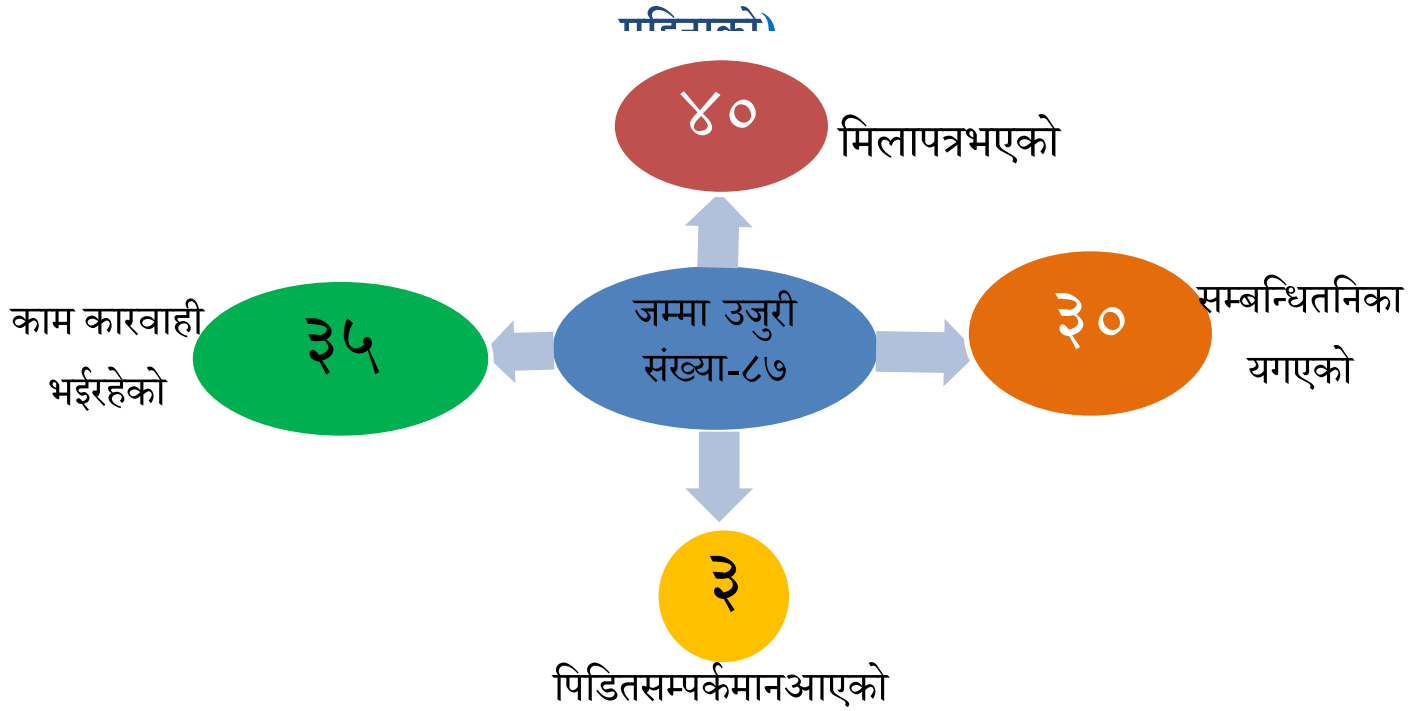 ४०
मिलापत्रभएको
काम कारवाही
भईरहेको
३५
जम्मा उजुरी
संख्या-८७
३०
सम्बन्धितनिका
यगएको
३
पिडितसम्पर्कमानआएको